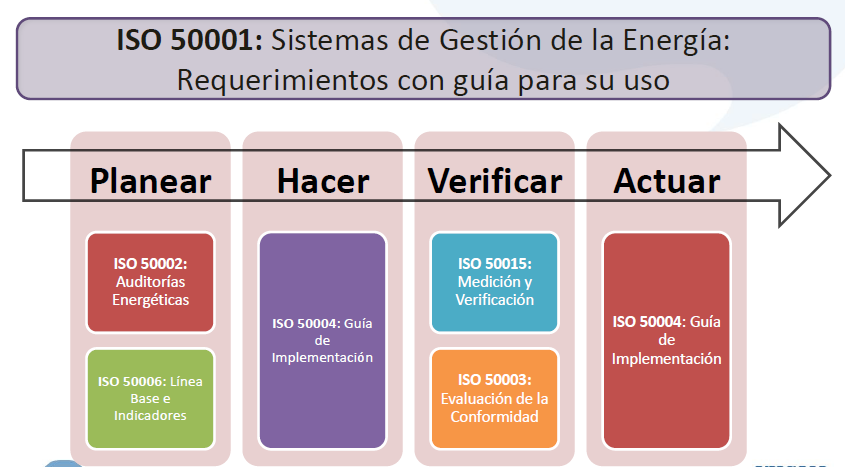 ISO 50001: Sistemas de Gestión de la Energía:
Requerimientos con guía para su uso
Planear
Hacer
Verificar
Actuar
ISO 50002:
Auditorías
Energéticas
ISO 50006: Línea
Base e
Indicadores
ISO 50004: Guía
de
Implementación
ISO 50015:
Medición y
Verificación
ISO 50003:
Evaluación de la
Conformidad
ISO 50004: Guía
de
Implementación